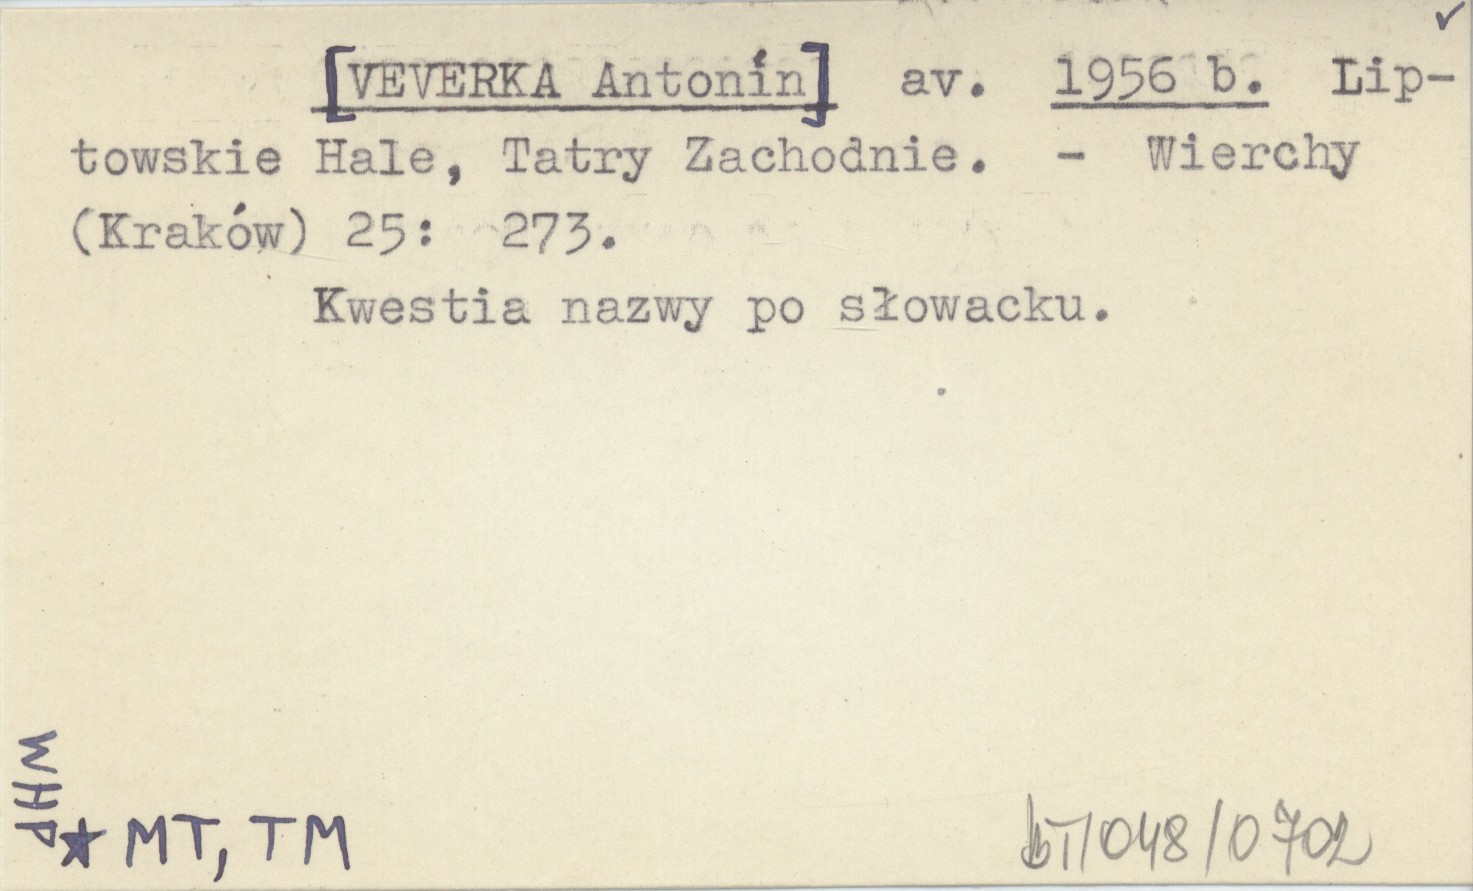 ✓
[VEVERKA Antonín] av. 1956 b. Lip-
towskie Hale, Tatry Zachodnie. - Wierchy
(Kraków) 25: 273.
Kwestia nazwy po słowacku.
WHP
★ MT, TM
bT/048/0702